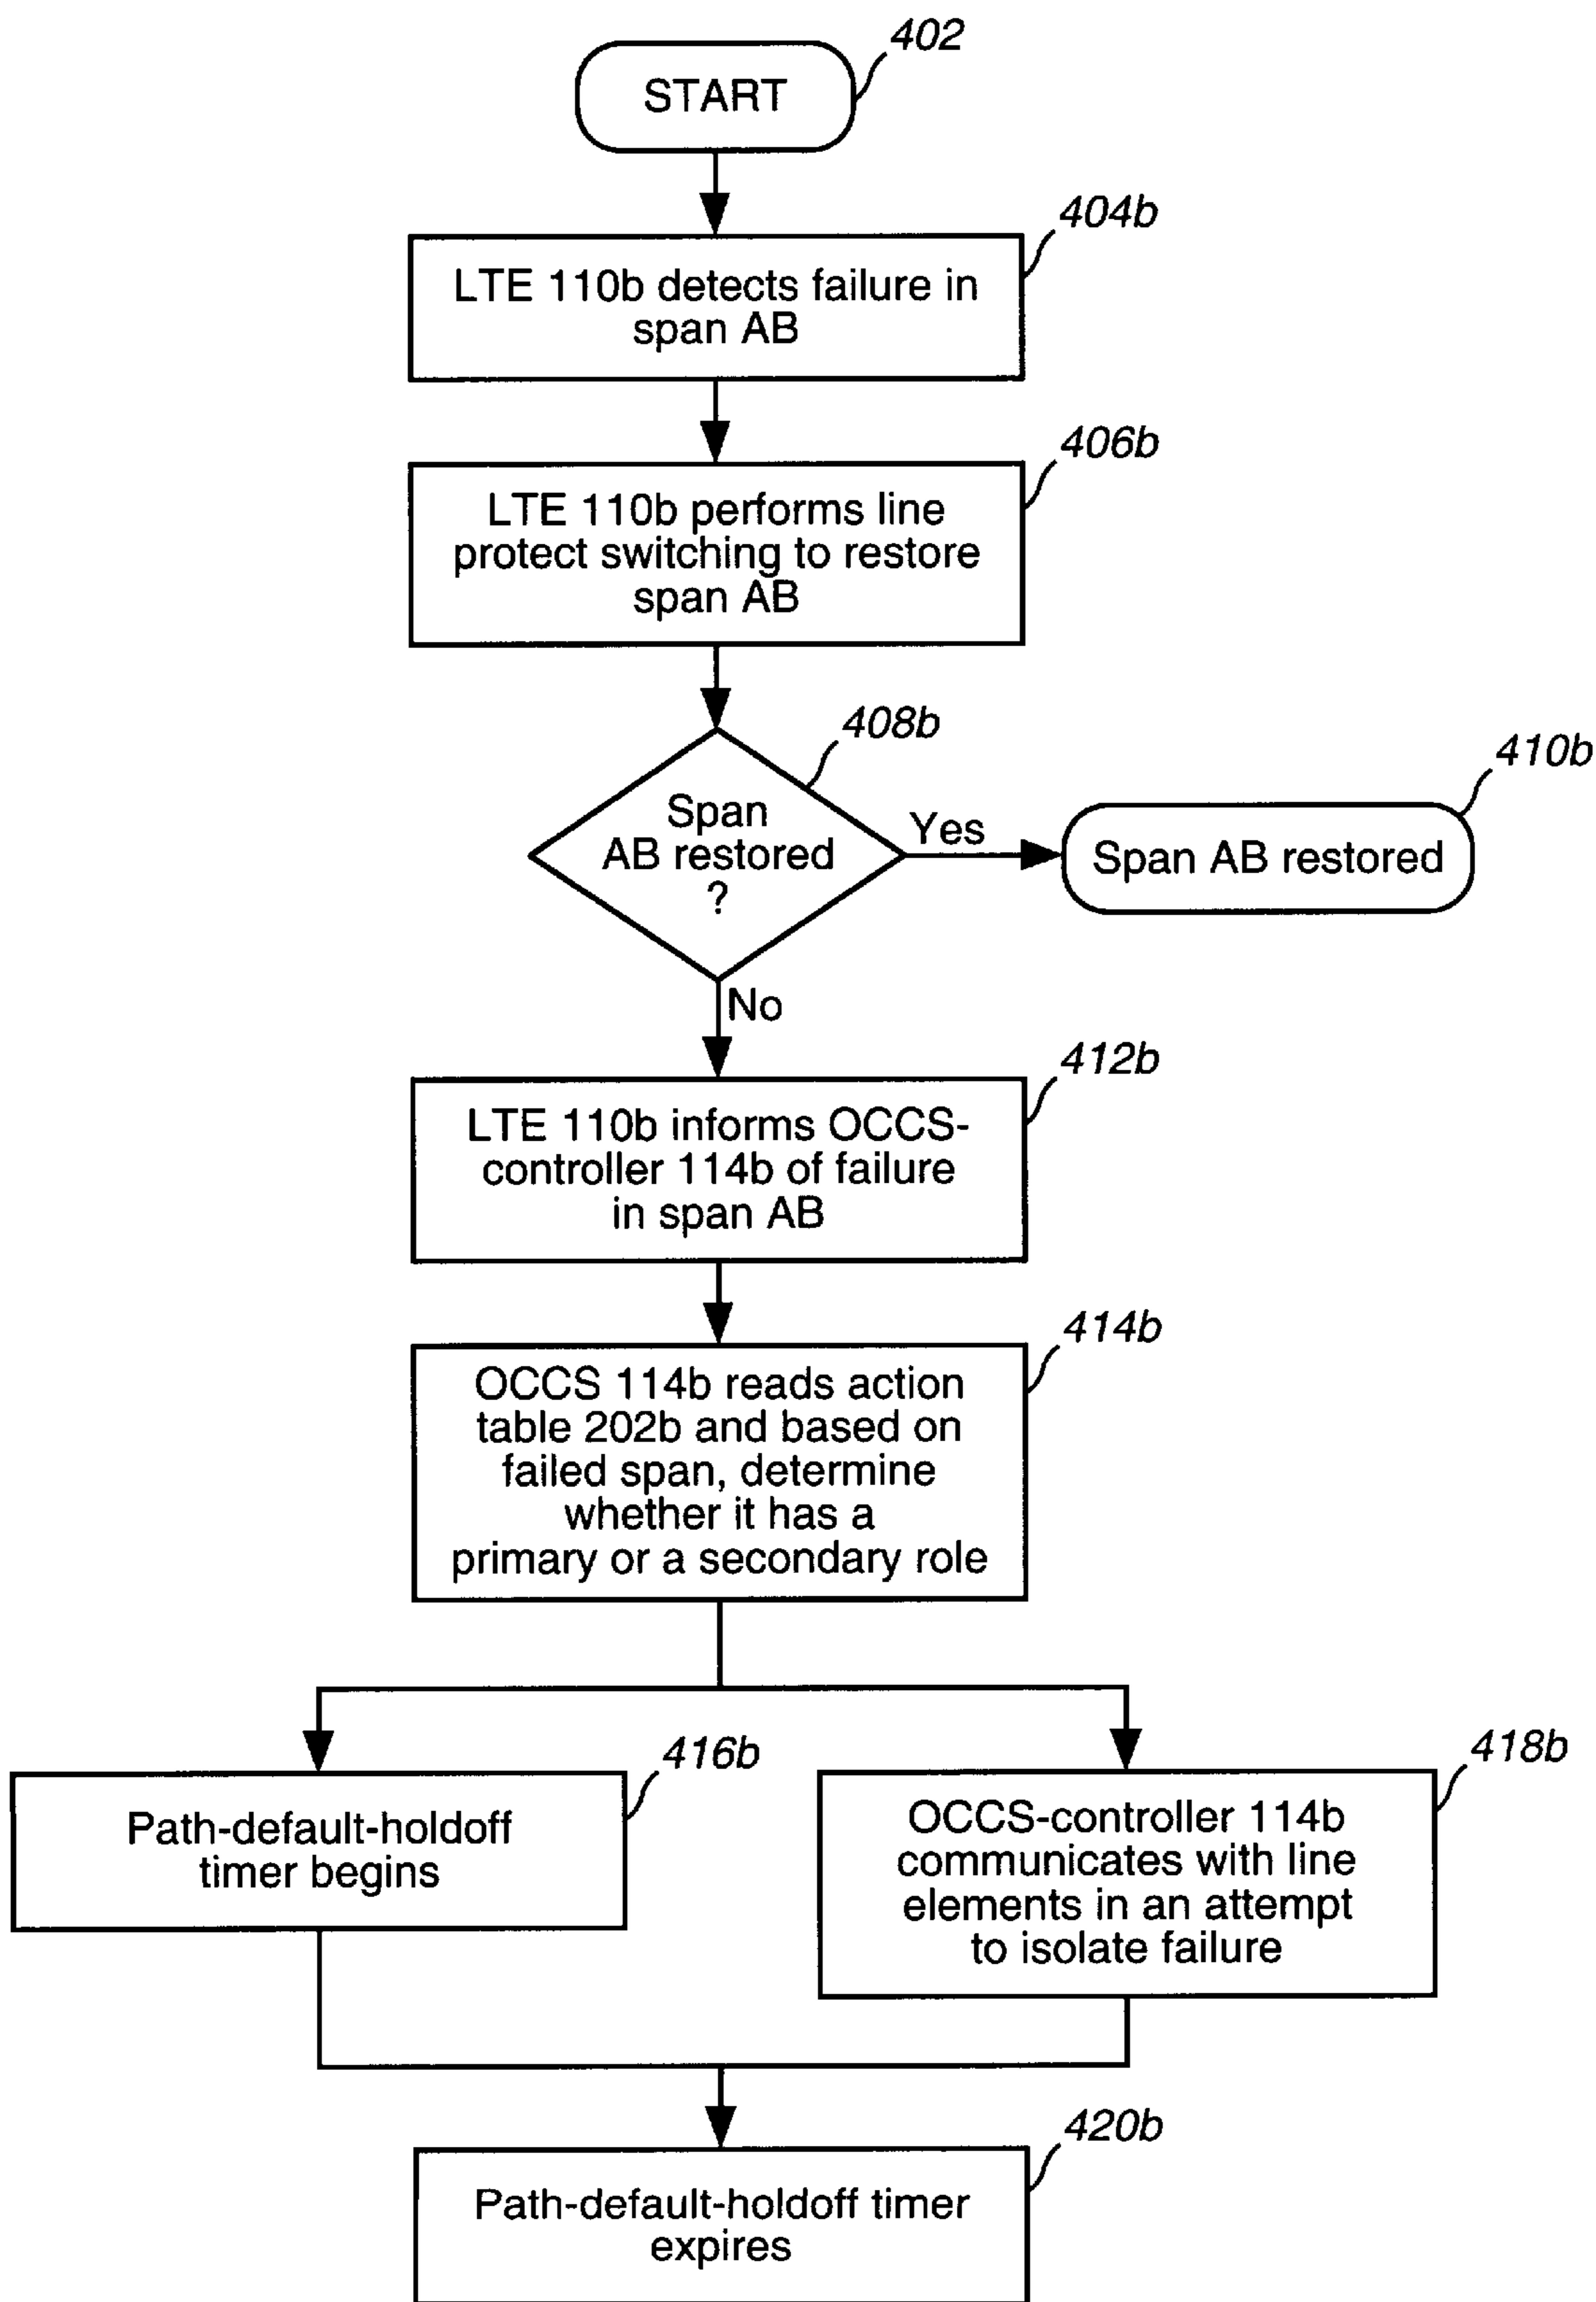 402
START
404b
LTE 110b detects failure in
span AB
406b
LTE 110b performs line
protect switching to restore
span AB
408b
410b
Span
AB restored
?
Yes
Span AB restored
No
412b
LTE 110b informs OCCS-
controller 114b of failure
in span AB
414b
OCCS 114b reads action
table 202b and based on
failed span, determine
whether it has a
primary or a secondary role
416b
418b
Path-default-holdoff
timer begins
OCCS-controller 114b
communicates with line
elements in an attempt
to isolate failure
420b
Path-default-holdoff timer
expires